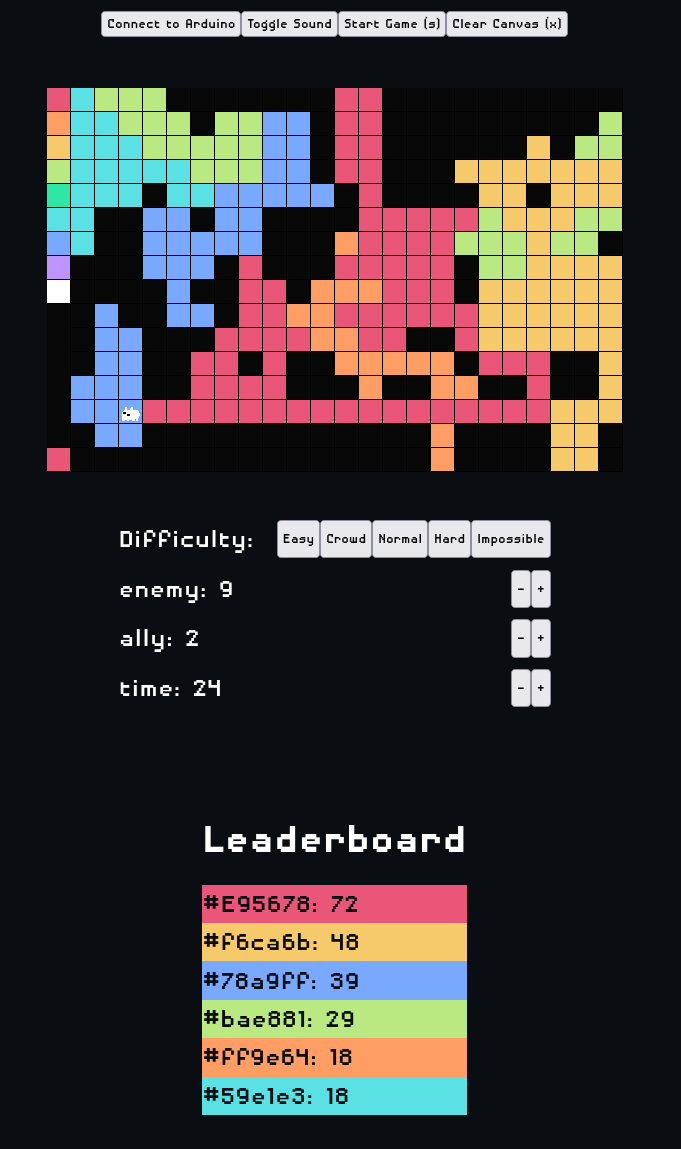 Connect to Arduino Toggle Sound Start Game (s) Clear Canvas (x)
Difficulty: Easy Crowd Normal Hard Impossible
enemy: 9 - +
ally: 2 - +
time: 24 - +
Leaderboard
#E95678: 72
#f6ca6b: 48
#78a9ff: 39
#bae881: 29
#ff9e64: 18
#59e1e3: 18